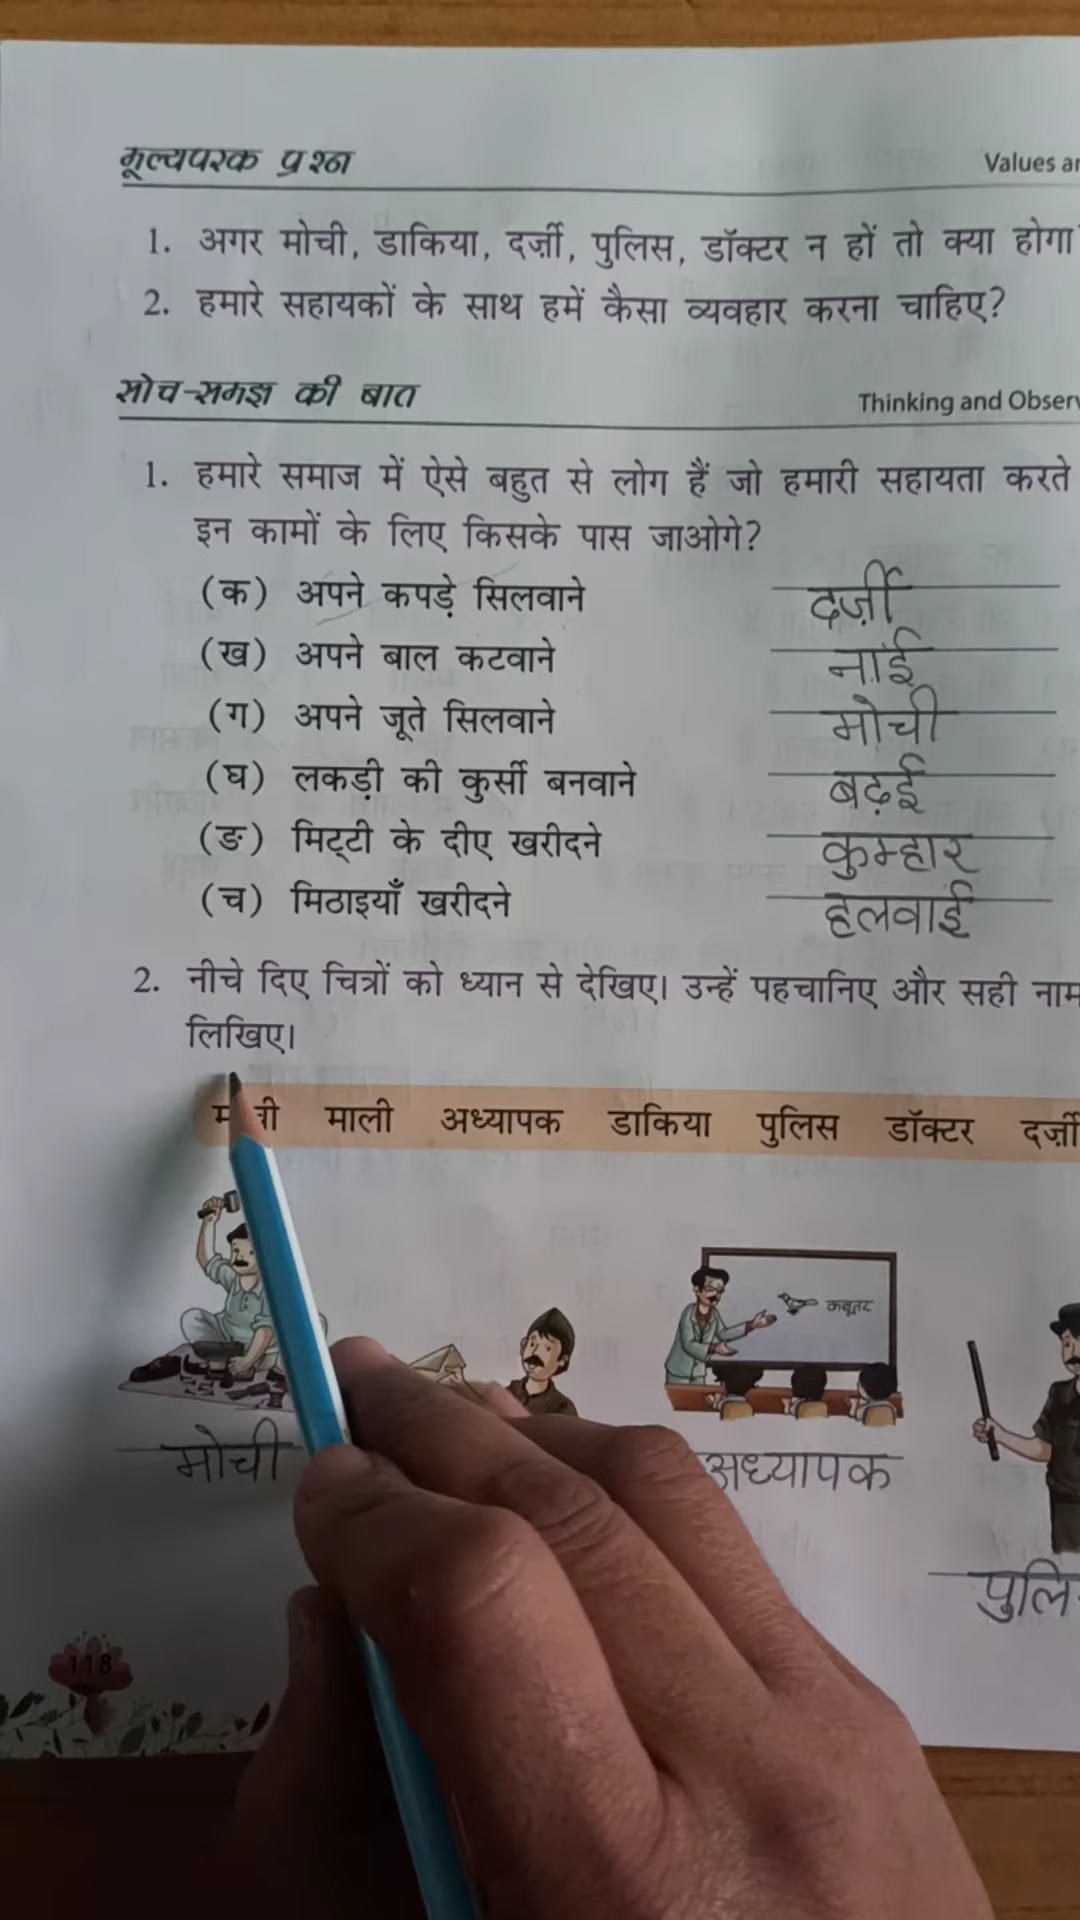 मूल्यपरक प्रश्न Values
1. अगर मोची, डाकिया, दर्ज़ी, पुलिस, डॉक्टर न हों तो क्या होगा
2. हमारे सहायकों के साथ हमें कैसा व्यवहार करना चाहिए?
सोच-समझ की बात Thinking and
1. हमारे समाज में ऐसे बहुत से लोग हैं जो हमारी सहायता करते
इन कामों के लिए किसके पास जाओगे?
(क) अपने कपड़े सिलवाने दर्ज़ी
(ख) अपने बाल कटवाने नाई
(ग) अपने जूते सिलवाने मोची
(घ) लकड़ी की कुर्सी बनवाने बढ़ई
(ङ) मिट्टी के दीए खरीदने कुम्हार
(च) मिठाइयाँ खरीदने हलवाई
2. नीचे दिए चित्रों को ध्यान से देखिए। उन्हें पहचानिए और सही नाम
लिखिए।
माली अध्यापक डाकिया पुलिस डॉक्टर दर्ज़ी
कबूतर
मोची अध्यापक
118